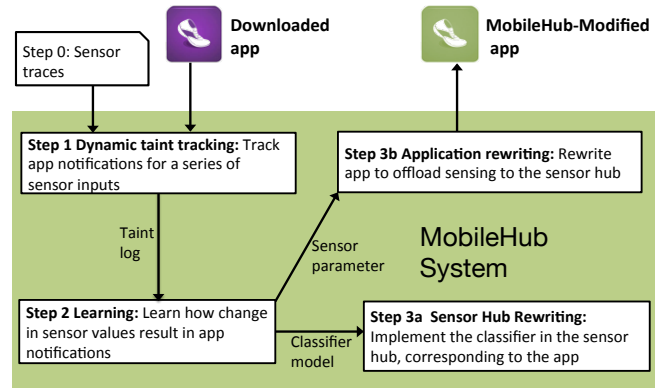 Downloaded
app
MobileHub-Modified
app
Step 0: Sensor
traces
Step 1 Dynamic taint tracking: Track
app notifications for a series of
sensor inputs
Step 3b Application rewriting: Rewrite
app to offload sensing to the sensor hub
Taint
log
Sensor
parameter
MobileHub
System
Step 2 Learning: Learn how change
in sensor values result in app
notifications
Classifier
model
Step 3a Sensor Hub Rewriting:
Implement the classifier in the sensor
hub, corresponding to the app